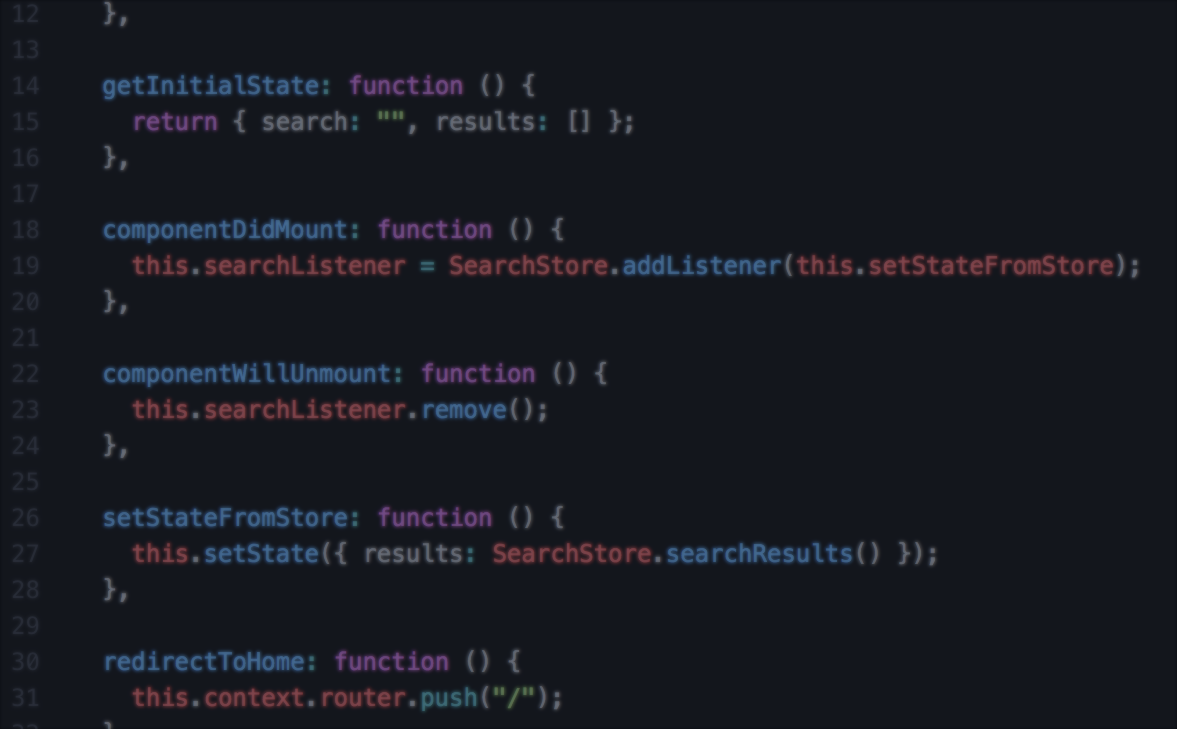 12 },
13
14 getInitialState: function () {
15 return { search: "", results: [] };
16 },
17
18 componentDidMount: function () {
19 this.searchListener = SearchStore.addListener(this.setStateFromStore);
20 },
21
22 componentWillUnmount: function () {
23 this.searchListener.remove();
24 },
25
26 setStateFromStore: function () {
27 this.setState({ results: SearchStore.searchResults() });
28 },
29
30 redirectToHome: function () {
31 this.context.router.push("/");